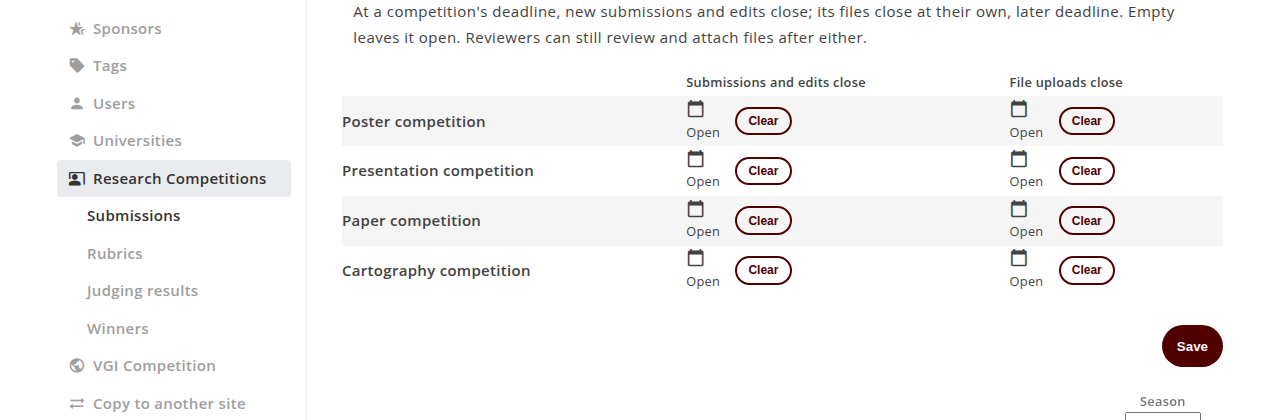 Sponsors
Tags
Users
Universities
Research Competitions
Submissions
Rubrics
Judging results
Winners
VGI Competition
Copy to another site
At a competition's deadline, new submissions and edits close; its files close at their own, later deadline. Empty
leaves it open. Reviewers can still review and attach files after either.
Submissions and edits close File uploads close
Poster competition Open Clear Open Clear
Presentation competition Open Clear Open Clear
Paper competition Open Clear Open Clear
Cartography competition Open Clear Open Clear
Save
Season